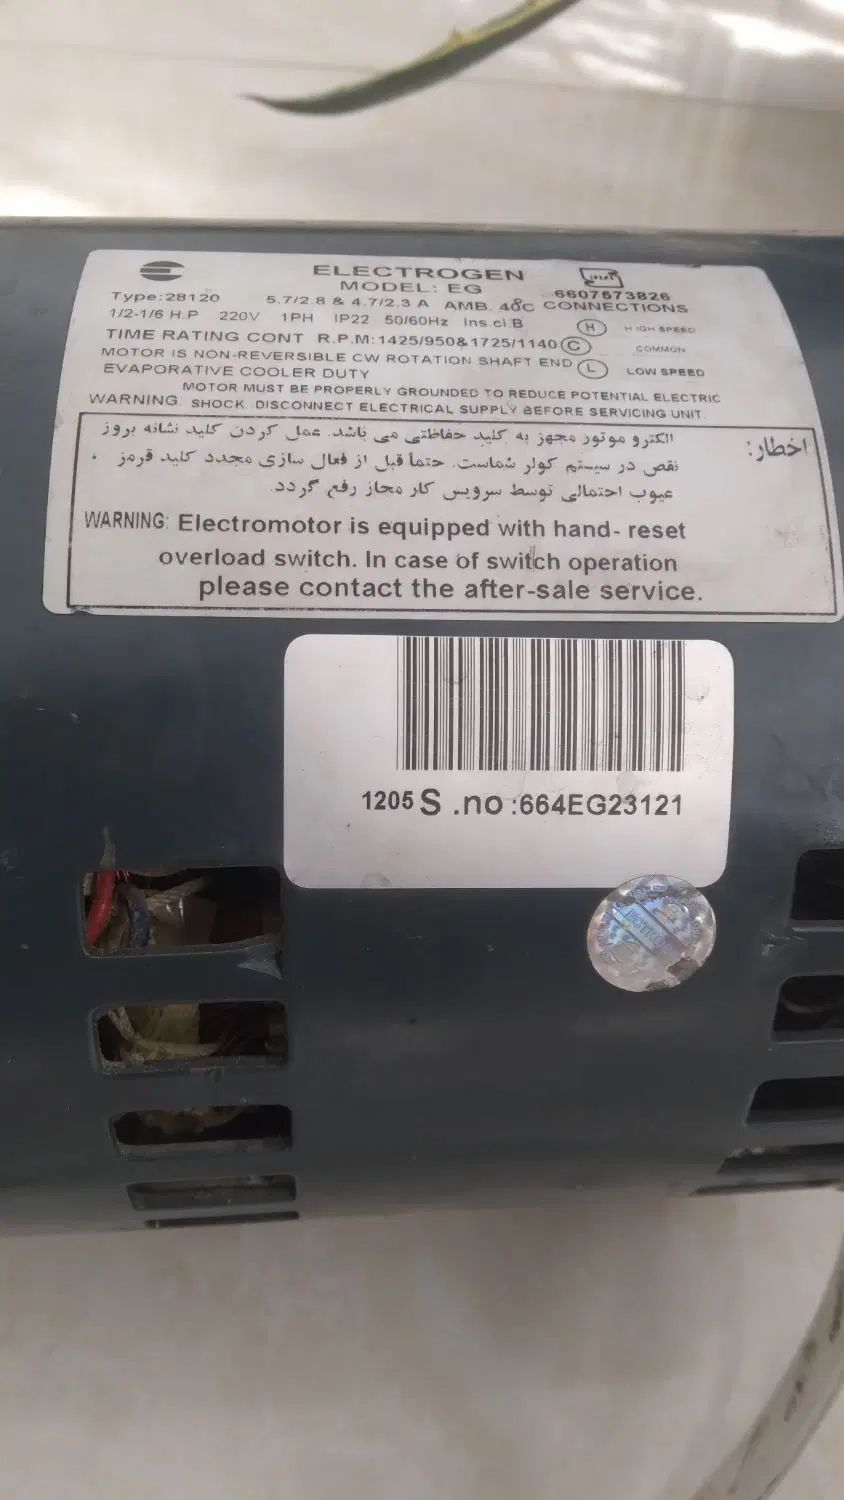 ELECTROGEN
MODEL: EG
6607573826
Type:28120 5.7/2.8 & 4.7/2.3 A AMB. 40C CONNECTIONS
1/2-1/6 H.P 220V 1PH IP22 50/60Hz Ins.cl.B H HIGH SPEED
TIME RATING CONT R.P.M:1425/950&1725/1140 C COMMON
MOTOR IS NON-REVERSIBLE CW ROTATION SHAFT END L LOW SPEED
EVAPORATIVE COOLER DUTY
MOTOR MUST BE PROPERLY GROUNDED TO REDUCE POTENTIAL ELECTRIC
WARNING: SHOCK. DISCONNECT ELECTRICAL SUPPLY BEFORE SERVICING UNIT.
اخطار: الکترو موتور مجهز به کلید حفاظتی می باشد. عمل کردن کلید نشانه بروز
نقص در سیستم کولر شماست. حتماً قبل از فعال سازی مجدد کلید قرمز ،
عیوب احتمالی توسط سرویس کار مجاز رفع گردد.
WARNING: Electromotor is equipped with hand- reset
overload switch. In case of switch operation
please contact the after-sale service.
1205 S .no :664EG23121